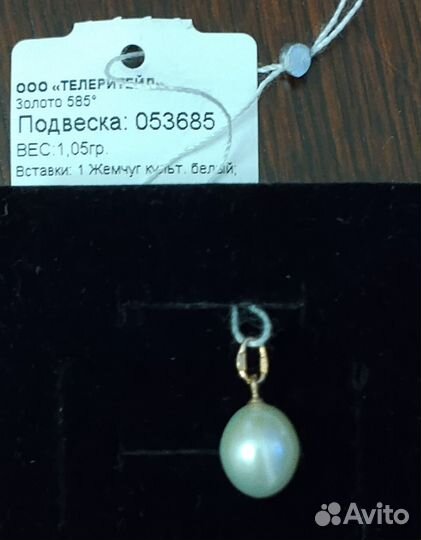 ООО «ТЕЛЕРИТЕЙЛ»
Золото 585°
Подвеска: 053685
ВЕС:1,05гр.
Вставки: 1 Жемчуг культ. белый;
Avito